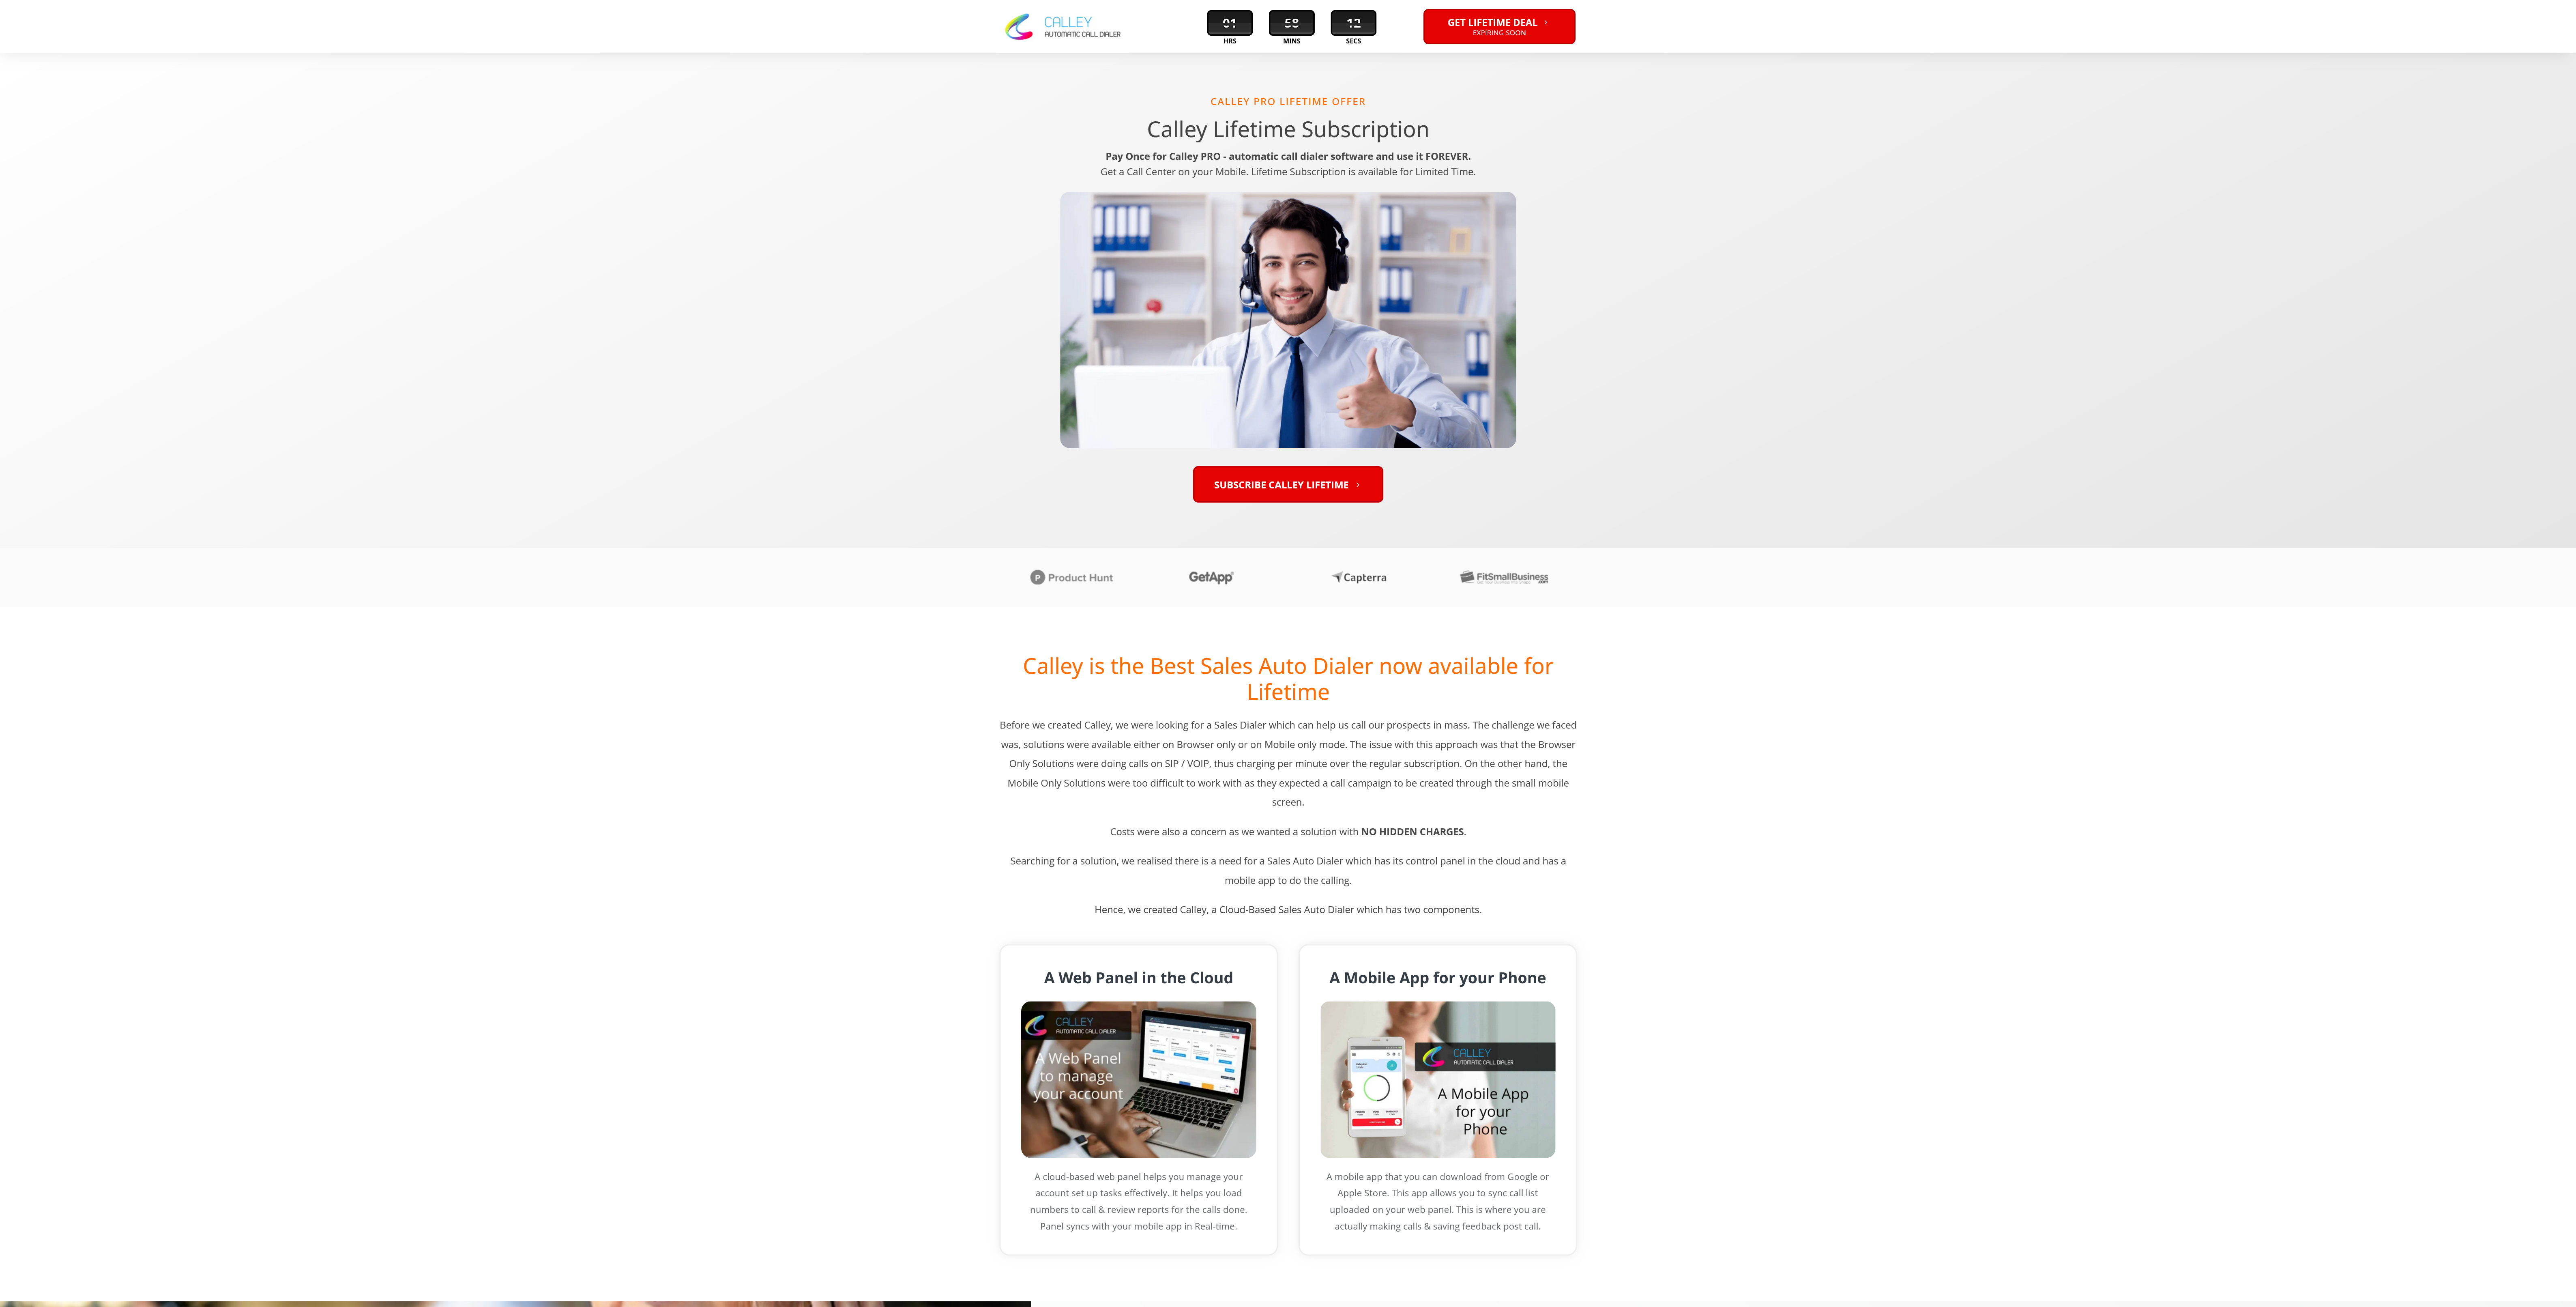 CALLEY
AUTOMATIC CALL DIALER
01
58
12
HRS
MINS
SECS
GET LIFETIME DEAL
EXPIRING SOON
CALLEY PRO LIFETIME OFFER
Calley Lifetime Subscription
Pay Once for Calley PRO - automatic call dialer software and use it FOREVER.
Get a Call Center on your Mobile. Lifetime Subscription is available for Limited Time.
SUBSCRIBE CALLEY LIFETIME
P Product Hunt
GetApp
Capterra
FitSmallBusiness
.com
Calley is the Best Sales Auto Dialer now available for
Lifetime
Before we created Calley, we were looking for a Sales Dialer which can help us call our prospects in mass. The challenge we faced
was, solutions were available either on Browser only or on Mobile only mode. The issue with this approach was that the Browser
Only Solutions were doing calls on SIP / VOIP, thus charging per minute over the regular subscription. On the other hand, the
Mobile Only Solutions were too difficult to work with as they expected a call campaign to be created through the small mobile
screen.
Costs were also a concern as we wanted a solution with NO HIDDEN CHARGES.
Searching for a solution, we realised there is a need for a Sales Auto Dialer which has its control panel in the cloud and has a
mobile app to do the calling.
Hence, we created Calley, a Cloud-Based Sales Auto Dialer which has two components.
A Web Panel in the Cloud
CALLEY
AUTOMATIC CALL DIALER
A Web Panel
to manage
your account
A cloud-based web panel helps you manage your
account set up tasks effectively. It helps you load
numbers to call & review reports for the calls done.
Panel syncs with your mobile app in Real-time.
A Mobile App for your Phone
CALLEY
AUTOMATIC CALL DIALER
A Mobile App
for your
Phone
A mobile app that you can download from Google or
Apple Store. This app allows you to sync call list
uploaded on your web panel. This is where you are
actually making calls & saving feedback post call.